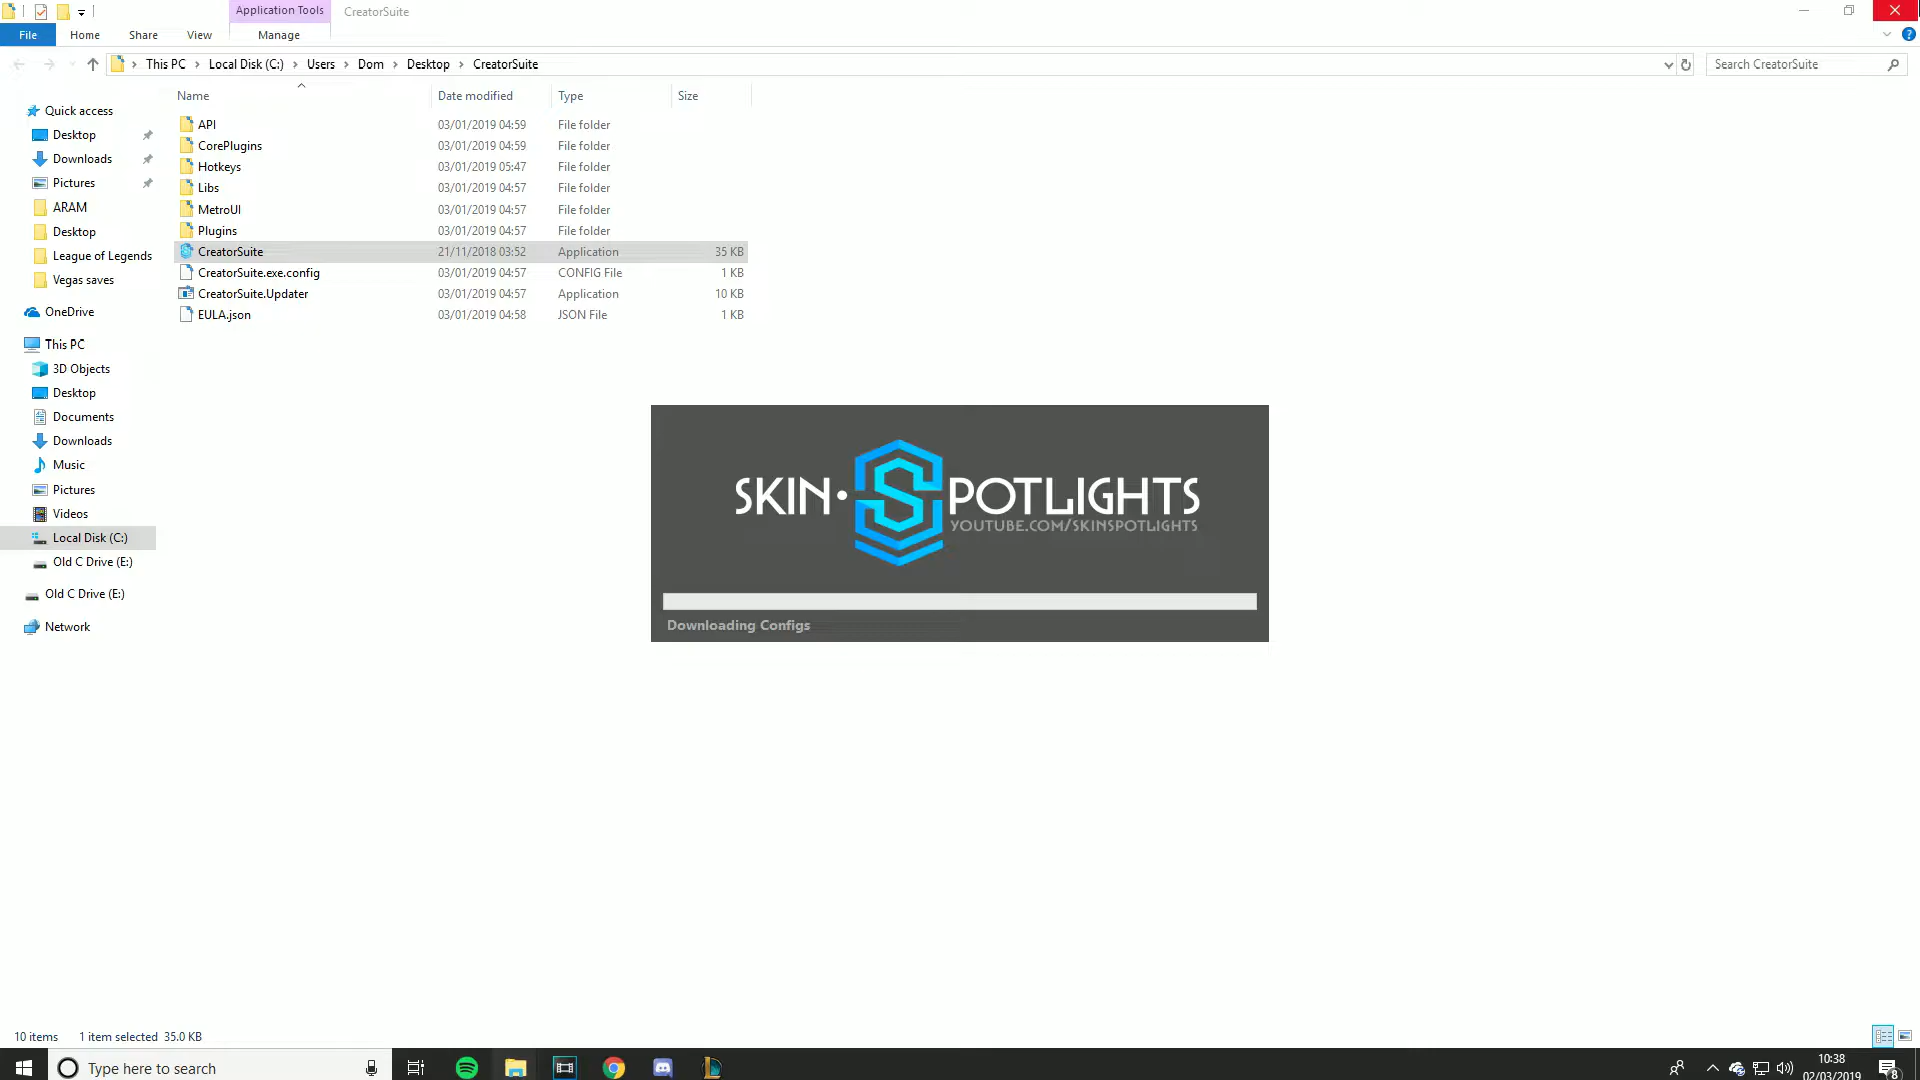 Application Tools CreatorSuite
File Home Share View Manage
This PC Local Disk (C:) Users Dom Desktop CreatorSuite Search CreatorSuite
Name Date modified Type Size
Quick access
Desktop
Downloads
Pictures
ARAM
Desktop
League of Legends
Vegas saves
OneDrive
This PC
3D Objects
Desktop
Documents
Downloads
Music
Pictures
Videos
Local Disk (C:)
Old C Drive (E:)
Old C Drive (E:)
Network
API 03/01/2019 04:59 File folder
CorePlugins 03/01/2019 04:59 File folder
Hotkeys 03/01/2019 05:47 File folder
Libs 03/01/2019 04:57 File folder
MetroUI 03/01/2019 04:57 File folder
Plugins 03/01/2019 04:57 File folder
CreatorSuite 21/11/2018 03:52 Application 35 KB
CreatorSuite.exe.config 03/01/2019 04:57 CONFIG File 1 KB
CreatorSuite.Updater 03/01/2019 04:57 Application 10 KB
EULA.json 03/01/2019 04:58 JSON File 1 KB
SKIN·SPOTLIGHTS
YOUTUBE.COM/SKINSPOTLIGHTS
Downloading Configs
10 items 1 item selected 35.0 KB
Type here to search
10:38
02/03/2019
8